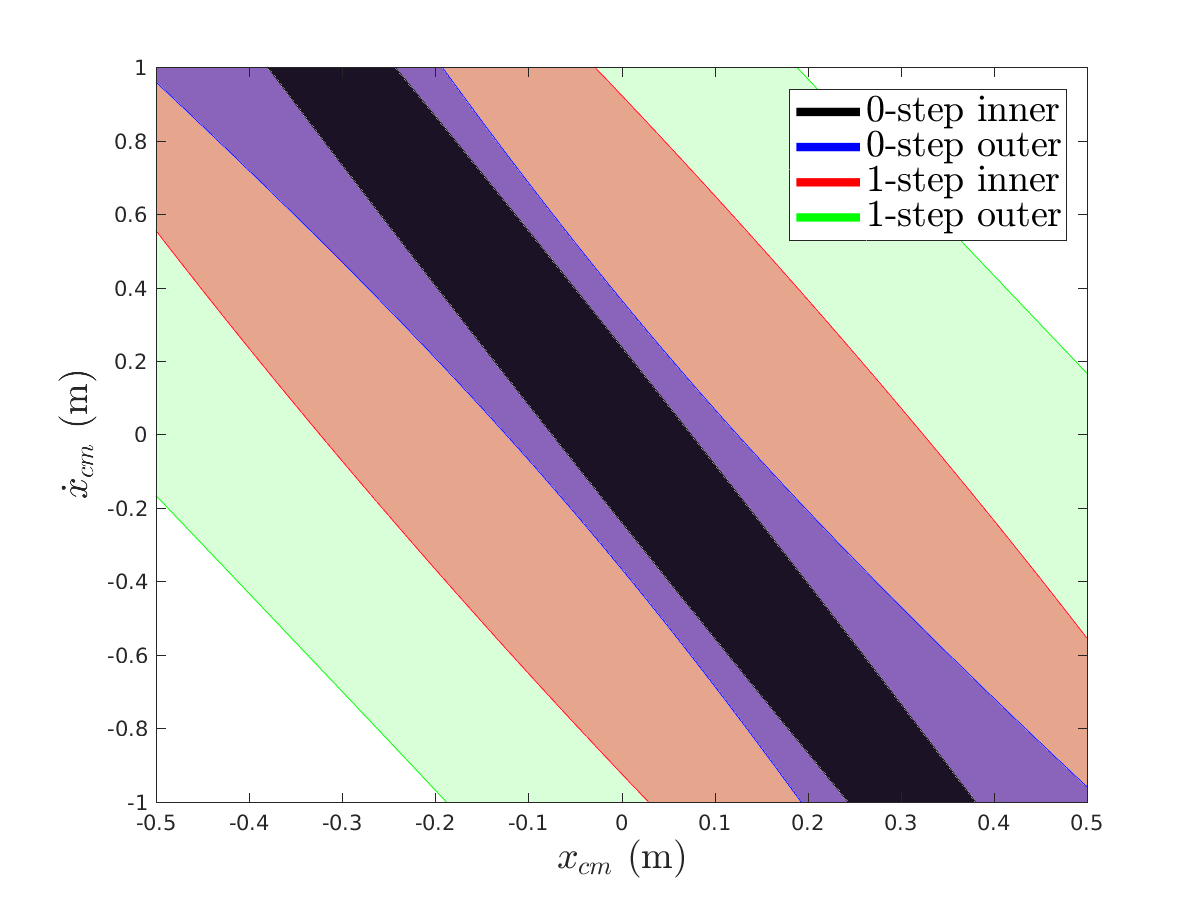 1
0.8
0.6
0.4
0.2
0
-0.2
-0.4
-0.6
-0.8
-1
ẋcm (m)
0-step inner
0-step outer
1-step inner
1-step outer
-0.5 -0.4 -0.3 -0.2 -0.1 0 0.1 0.2 0.3 0.4 0.5
xcm (m)